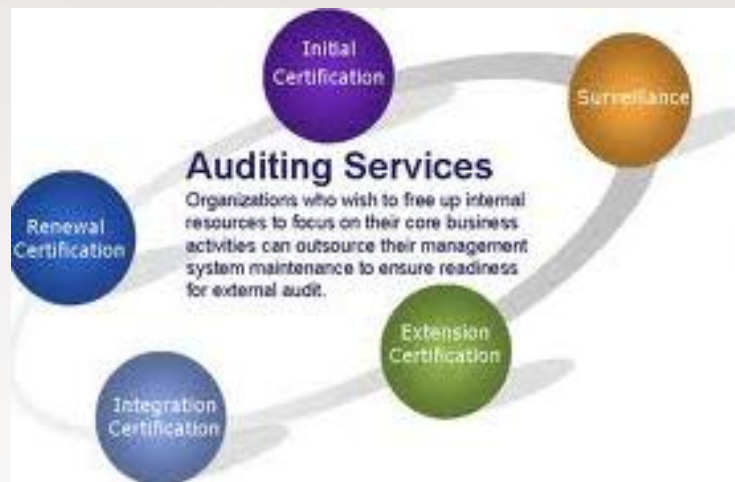 Initial
Certification
Surveillance
Auditing Services
Organizations who wish to free up internal
resources to focus on their core business
activities can outsource their management
system maintenance to ensure readiness
for external audit.
Renewal
Certification
Extension
Certification
Integration
Certification